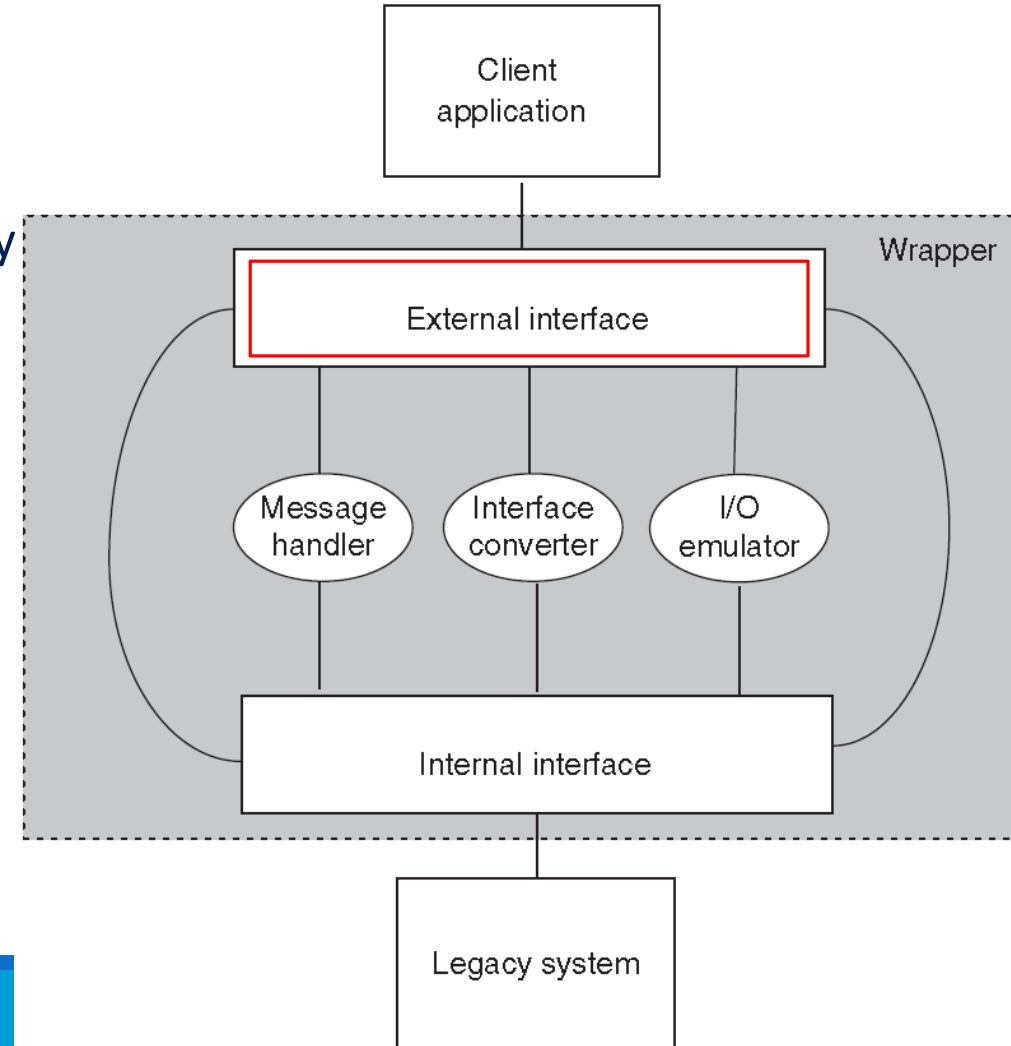 Client
application
y
Wrapper
External interface
Message
handler
Interface
converter
I/O
emulator
Internal interface
Legacy system